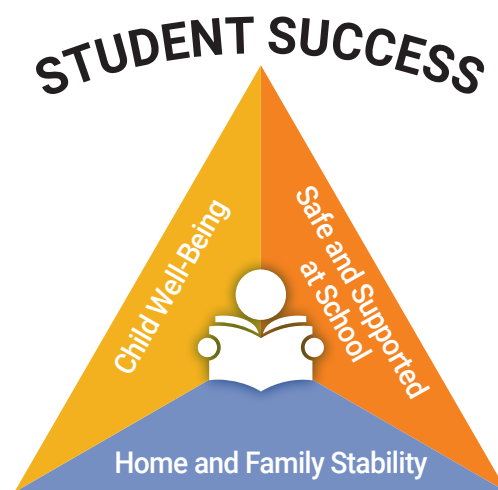 STUDENT SUCCESS
Child Well-Being
Safe and Supported
at School
Home and Family Stability